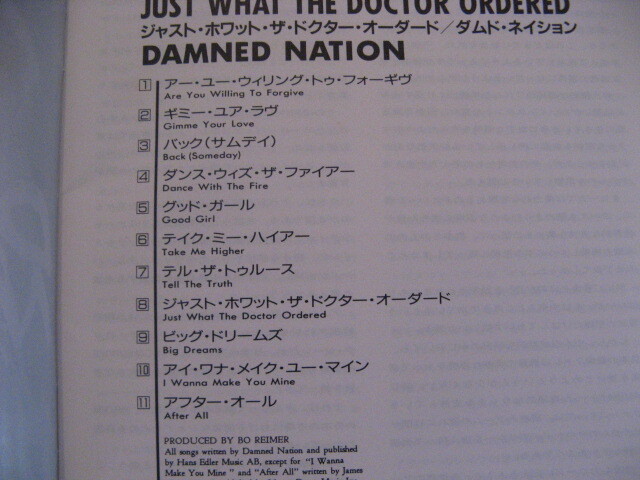 JUST WHAT THE DOCTOR ORDERED
ジャスト・ホワット・ザ・ドクター・オーダード／ダムド・ネイション
DAMNED NATION
1 アー・ユー・ウィリング・トゥ・フォーギヴ
Are You Willing To Forgive
2 ギミー・ユア・ラヴ
Gimme Your Love
3 バック(サムデイ)
Back (Someday)
4 ダンス・ウィズ・ザ・ファイアー
Dance With The Fire
5 グッド・ガール
Good Girl
6 テイク・ミー・ハイアー
Take Me Higher
7 テル・ザ・トゥルース
Tell The Truth
8 ジャスト・ホワット・ザ・ドクター・オーダード
Just What The Doctor Ordered
9 ビッグ・ドリームズ
Big Dreams
10 アイ・ワナ・メイク・ユー・マイン
I Wanna Make You Mine
11 アフター・オール
After All
PRODUCED BY BO REIMER
All songs written by Damned Nation and published
by Hans Edler Music AB, except for "I Wanna
Make You Mine " and "After All" written by James